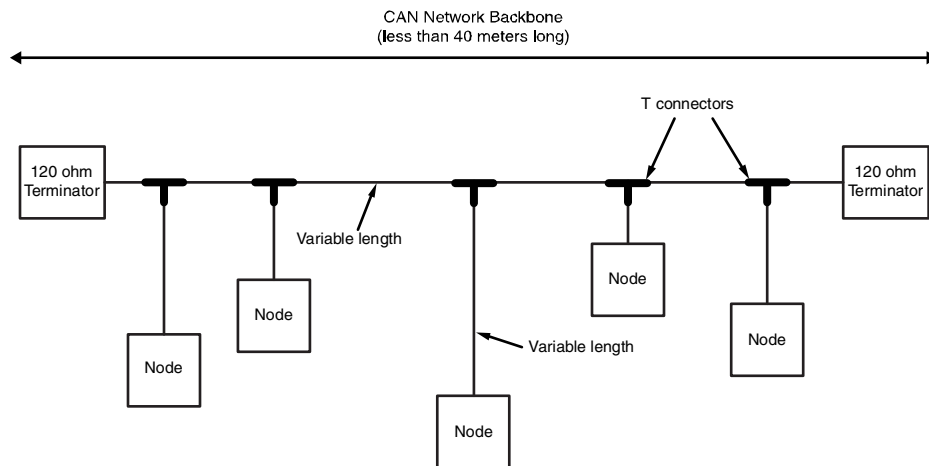 CAN Network Backbone
(less than 40 meters long)
T connectors
120 ohm
Terminator
120 ohm
Terminator
Variable length
Node
Node
Node
Node
Variable length
Node